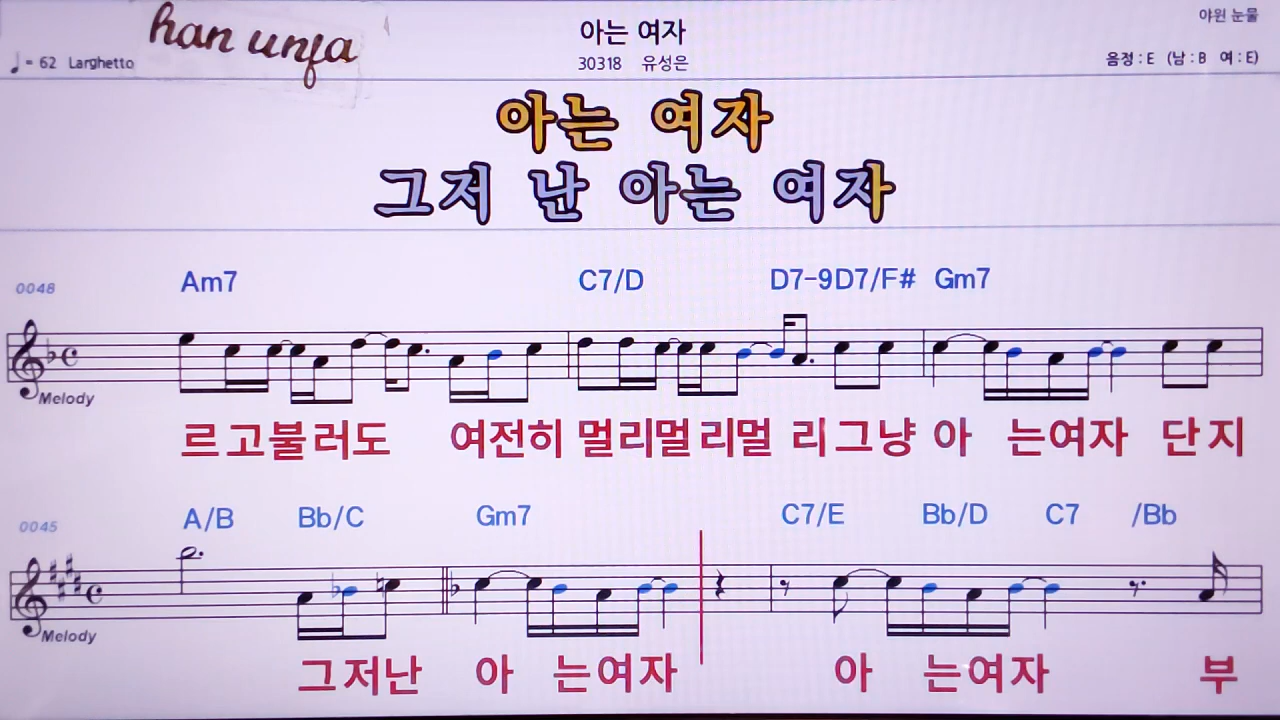 han unfa
아는 여자
야윈 눈물
♩= 62 Larghetto
30318 유성은
음정 : E (남 : B 여 : E)
아는 여자
그저 난 아는 여자
0048 Am7 C7/D D7-9 D7/F# Gm7
Melody
르고불러도 여전히 멀리멀리멀 리그냥 아 는여자 단지
0045 A/B Bb/C Gm7 C7/E Bb/D C7 /Bb
Melody
그저난 아 는여자 아 는여자 부